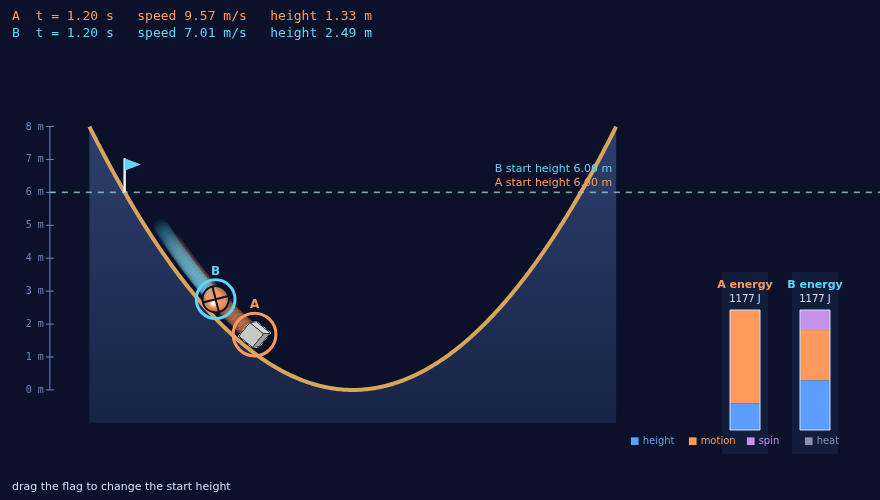 A  t = 1.20 s   speed 9.57 m/s   height 1.33 m
B  t = 1.20 s   speed 7.01 m/s   height 2.49 m
8 m
7 m
6 m
5 m
4 m
3 m
2 m
1 m
0 m
B start height 6.00 m
A start height 6.00 m
B
A
A energy
1177 J
B energy
1177 J
height
motion
spin
heat
drag the flag to change the start height